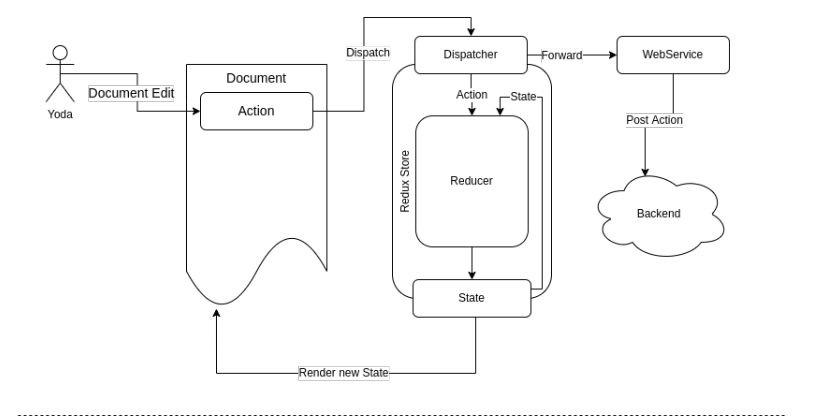 Dispatch
Dispatcher
Forward
WebService
Document
Document Edit
Action
Yoda
Action
State
Post Action
Redux Store
Reducer
Backend
State
Render new State